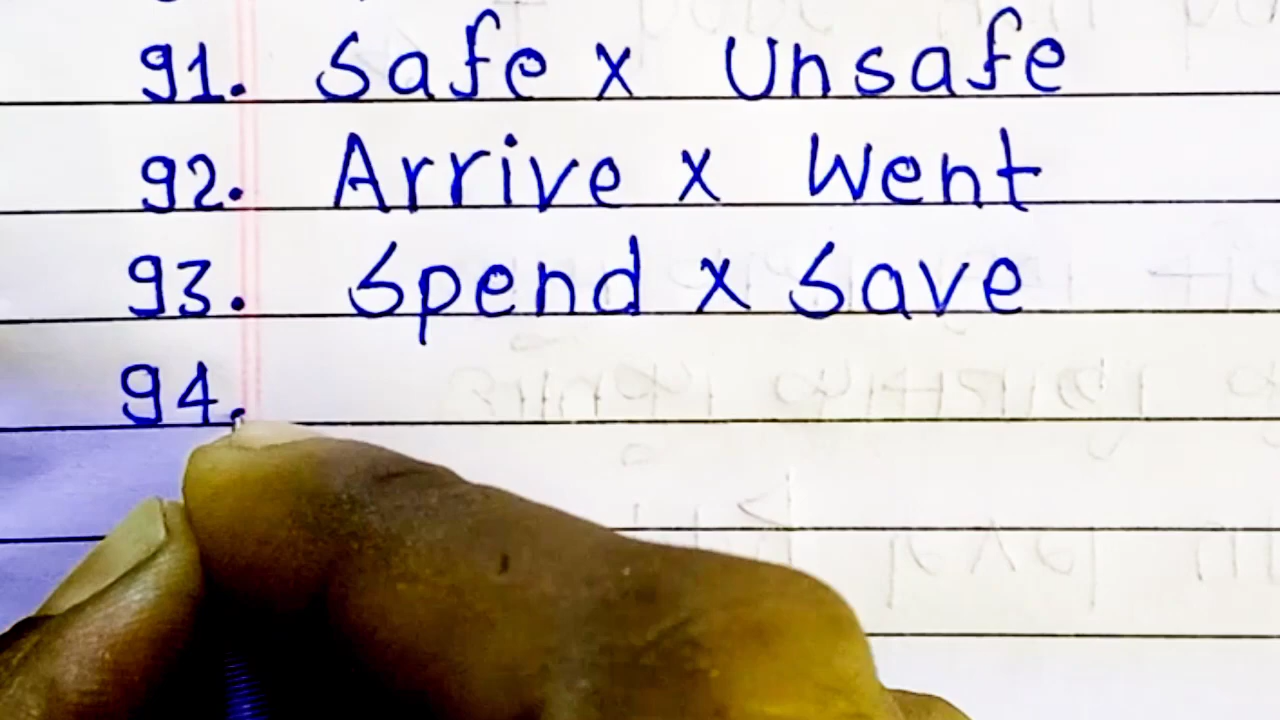 91. Safe x Unsafe
92. Arrive x Went
93. Spend x Save
94.